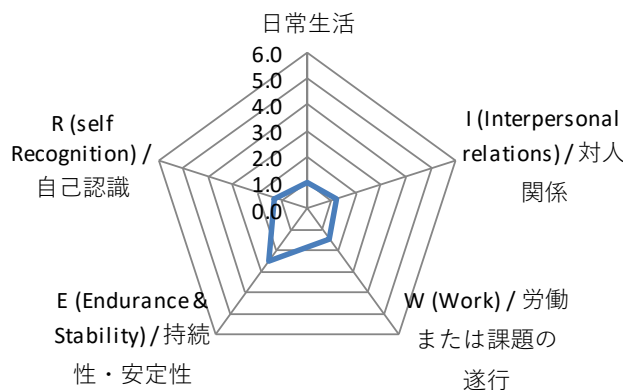 日常生活
6.0
5.0
4.0
3.0
2.0
1.0
0.0
I (Interpersonal
relations) / 対人
関係
W (Work) / 労働
または課題の
遂行
E (Endurance &
Stability) / 持続
性・安定性
R (self
Recognition) /
自己認識